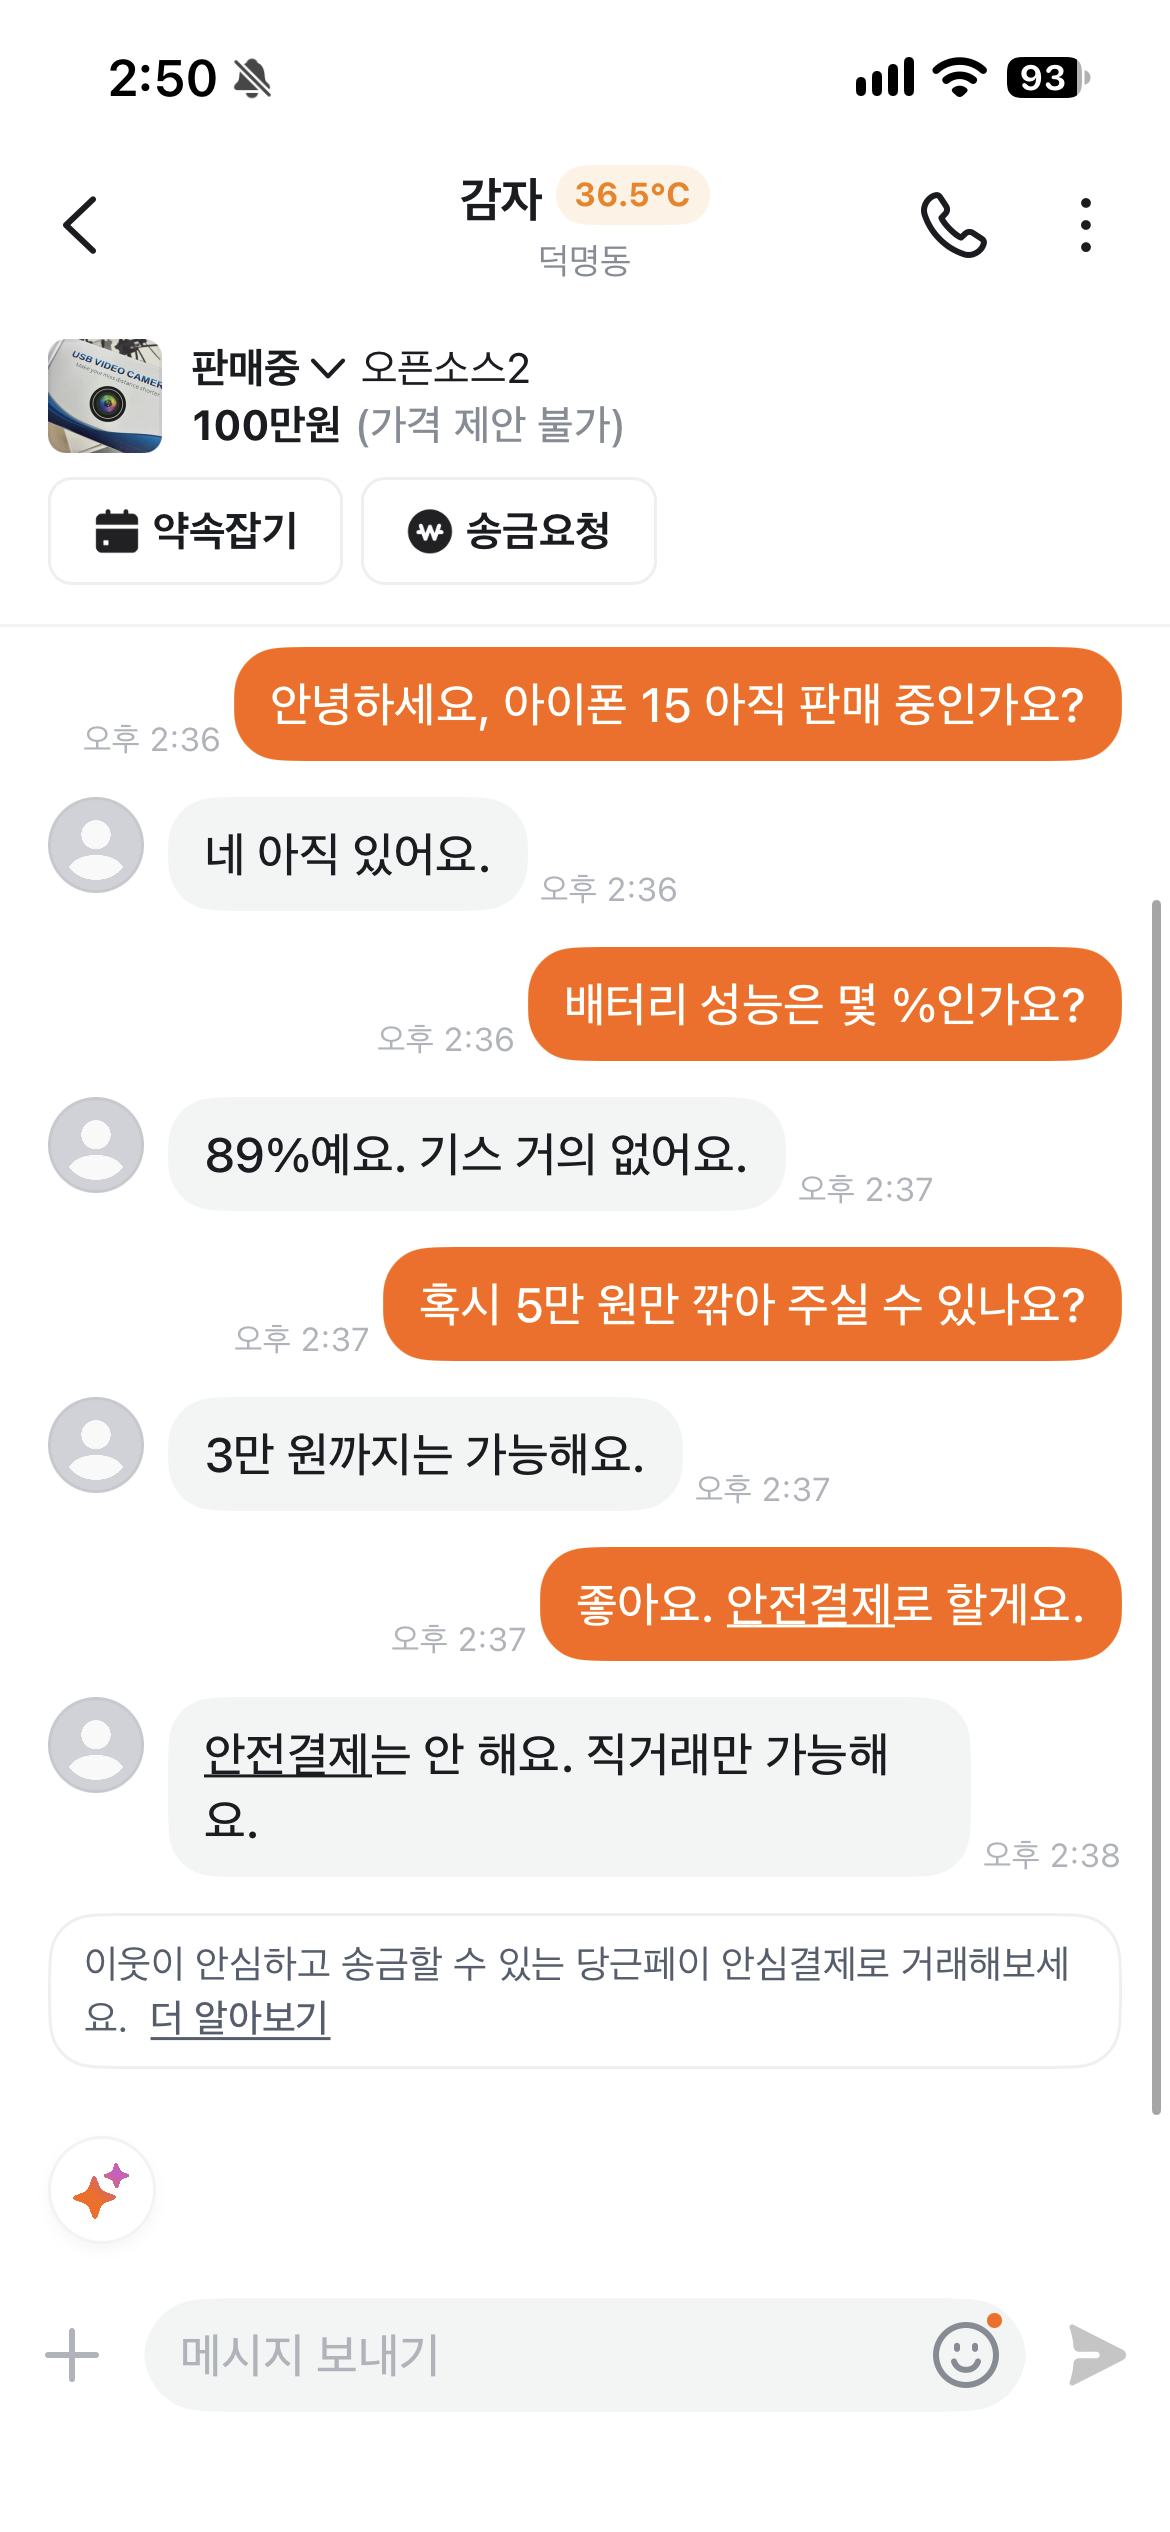 2:50
93
감자 36.5°C
덕명동
USB VIDEO CAMER
Make your miss distance shorter
판매중 오픈소스2
100만원 (가격 제안 불가)
약속잡기 송금요청
안녕하세요, 아이폰 15 아직 판매 중인가요?
오후 2:36
네 아직 있어요.
오후 2:36
배터리 성능은 몇 %인가요?
오후 2:36
89%예요. 기스 거의 없어요.
오후 2:37
혹시 5만 원만 깎아 주실 수 있나요?
오후 2:37
3만 원까지는 가능해요.
오후 2:37
좋아요. 안전결제로 할게요.
오후 2:37
안전결제는 안 해요. 직거래만 가능해
요.
오후 2:38
이웃이 안심하고 송금할 수 있는 당근페이 안심결제로 거래해보세
요. 더 알아보기
메시지 보내기